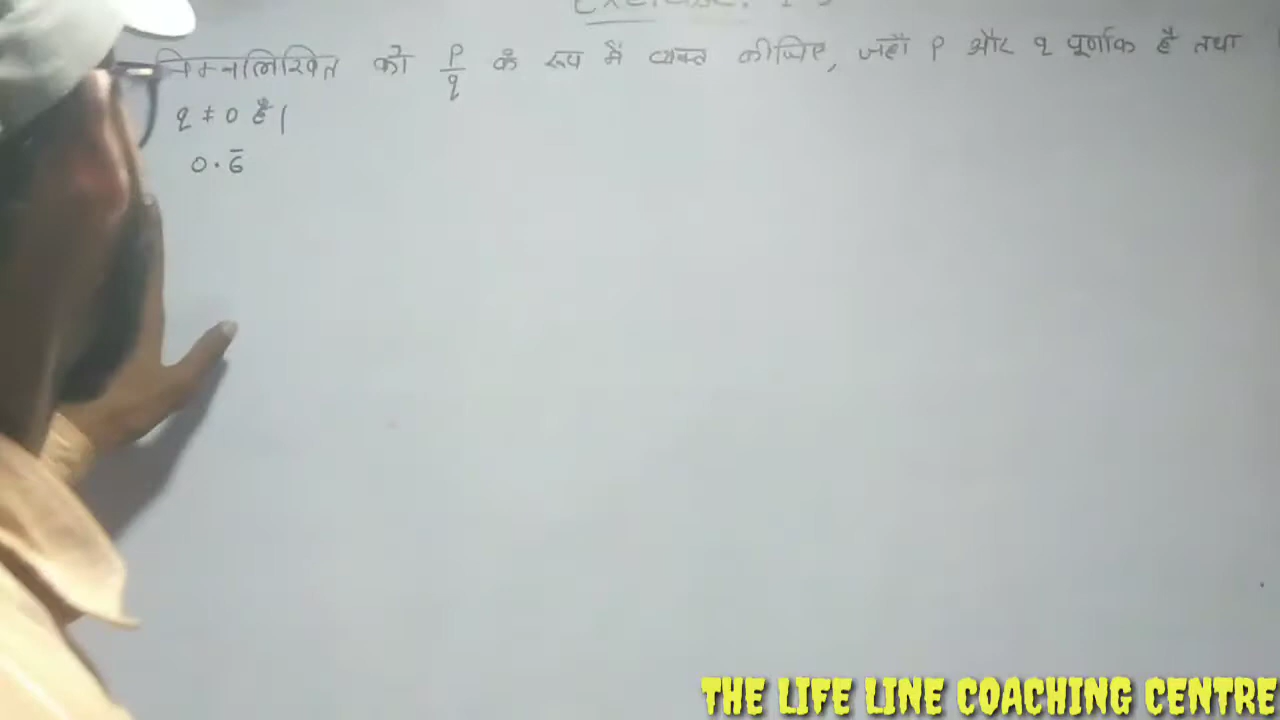 निम्नलिखित को p/q के रूप में व्यक्त कीजिए, जहाँ p और q पूर्णांक है तथा
q ≠ 0 है|
0.6̅
THE LIFE LINE COACHING CENTRE